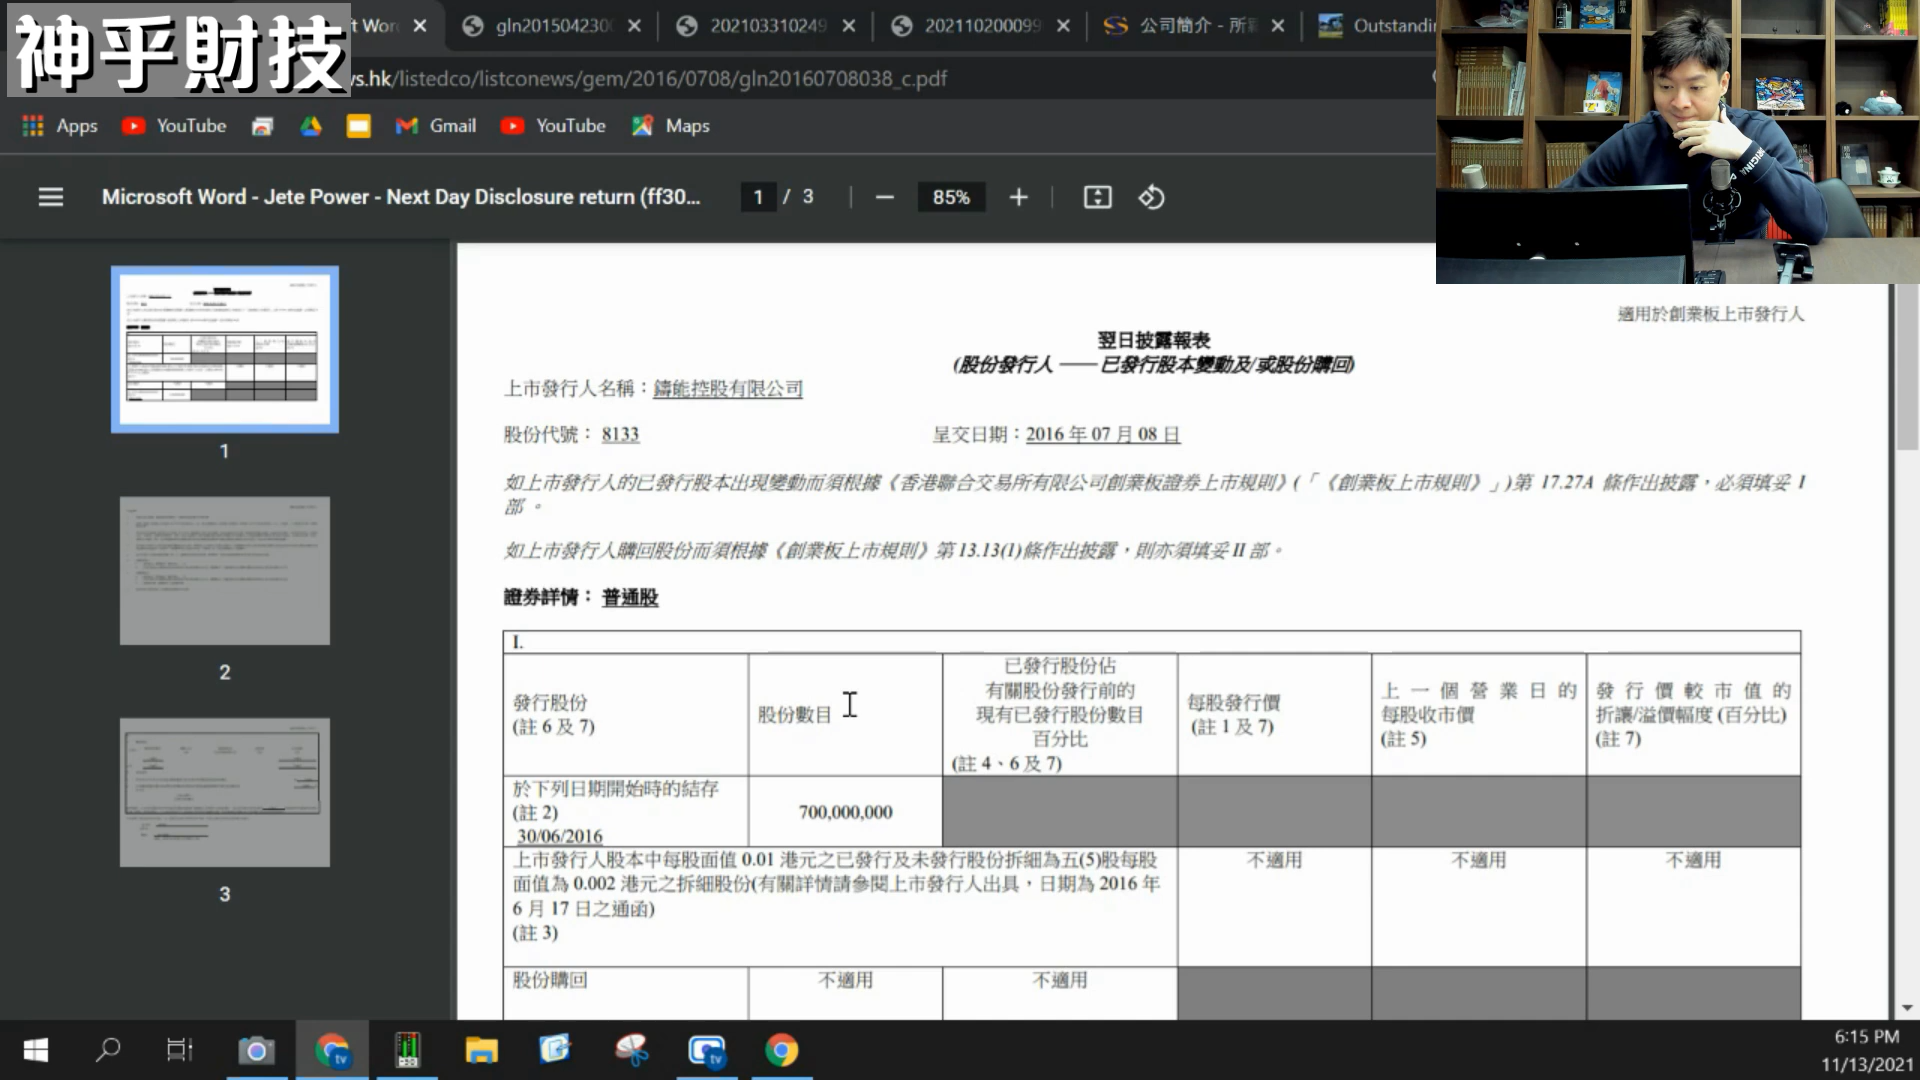 神乎財技
t Wor
gln2015042300
202103310249
202110200099
公司簡介 - 所
Outstandin
/s.hk/listedco/listconews/gem/2016/0708/gln20160708038_c.pdf
Apps
YouTube
Gmail
YouTube
Maps
Microsoft Word - Jete Power - Next Day Disclosure return (ff30...
1 / 3
85%
適用於創業板上市發行人
翌日披露報表
(股份發行人 —— 已發行股本變動及/或股份購回)
上市發行人名稱：鑄能控股有限公司
股份代號： 8133
呈交日期：2016 年 07 月 08 日
如上市發行人的已發行股本出現變動而須根據《香港聯合交易所有限公司創業板證券上市規則》(「《創業板上市規則》」)第 17.27A 條作出披露，必須填妥 I
部 。
如上市發行人購回股份而須根據《創業板上市規則》第 13.13(1)條作出披露，則亦須填妥 II 部。
證券詳情： 普通股
I.
發行股份
(註 6 及 7)
股份數目
已發行股份佔
有關股份發行前的
現有已發行股份數目
百分比
(註 4、6 及 7)
每股發行價
(註 1 及 7)
上一個營業日的
每股收市價
(註 5)
發行價較市值的
折讓/溢價幅度 (百分比)
(註 7)
於下列日期開始時的結存
(註 2)
30/06/2016
700,000,000
上市發行人股本中每股面值 0.01 港元之已發行及未發行股份拆細為五(5)股每股
面值為 0.002 港元之拆細股份(有關詳情請參閱上市發行人出具，日期為 2016 年
6 月 17 日之通函)
(註 3)
不適用
不適用
不適用
股份購回
不適用
不適用
1
2
3
6:15 PM
11/13/2021